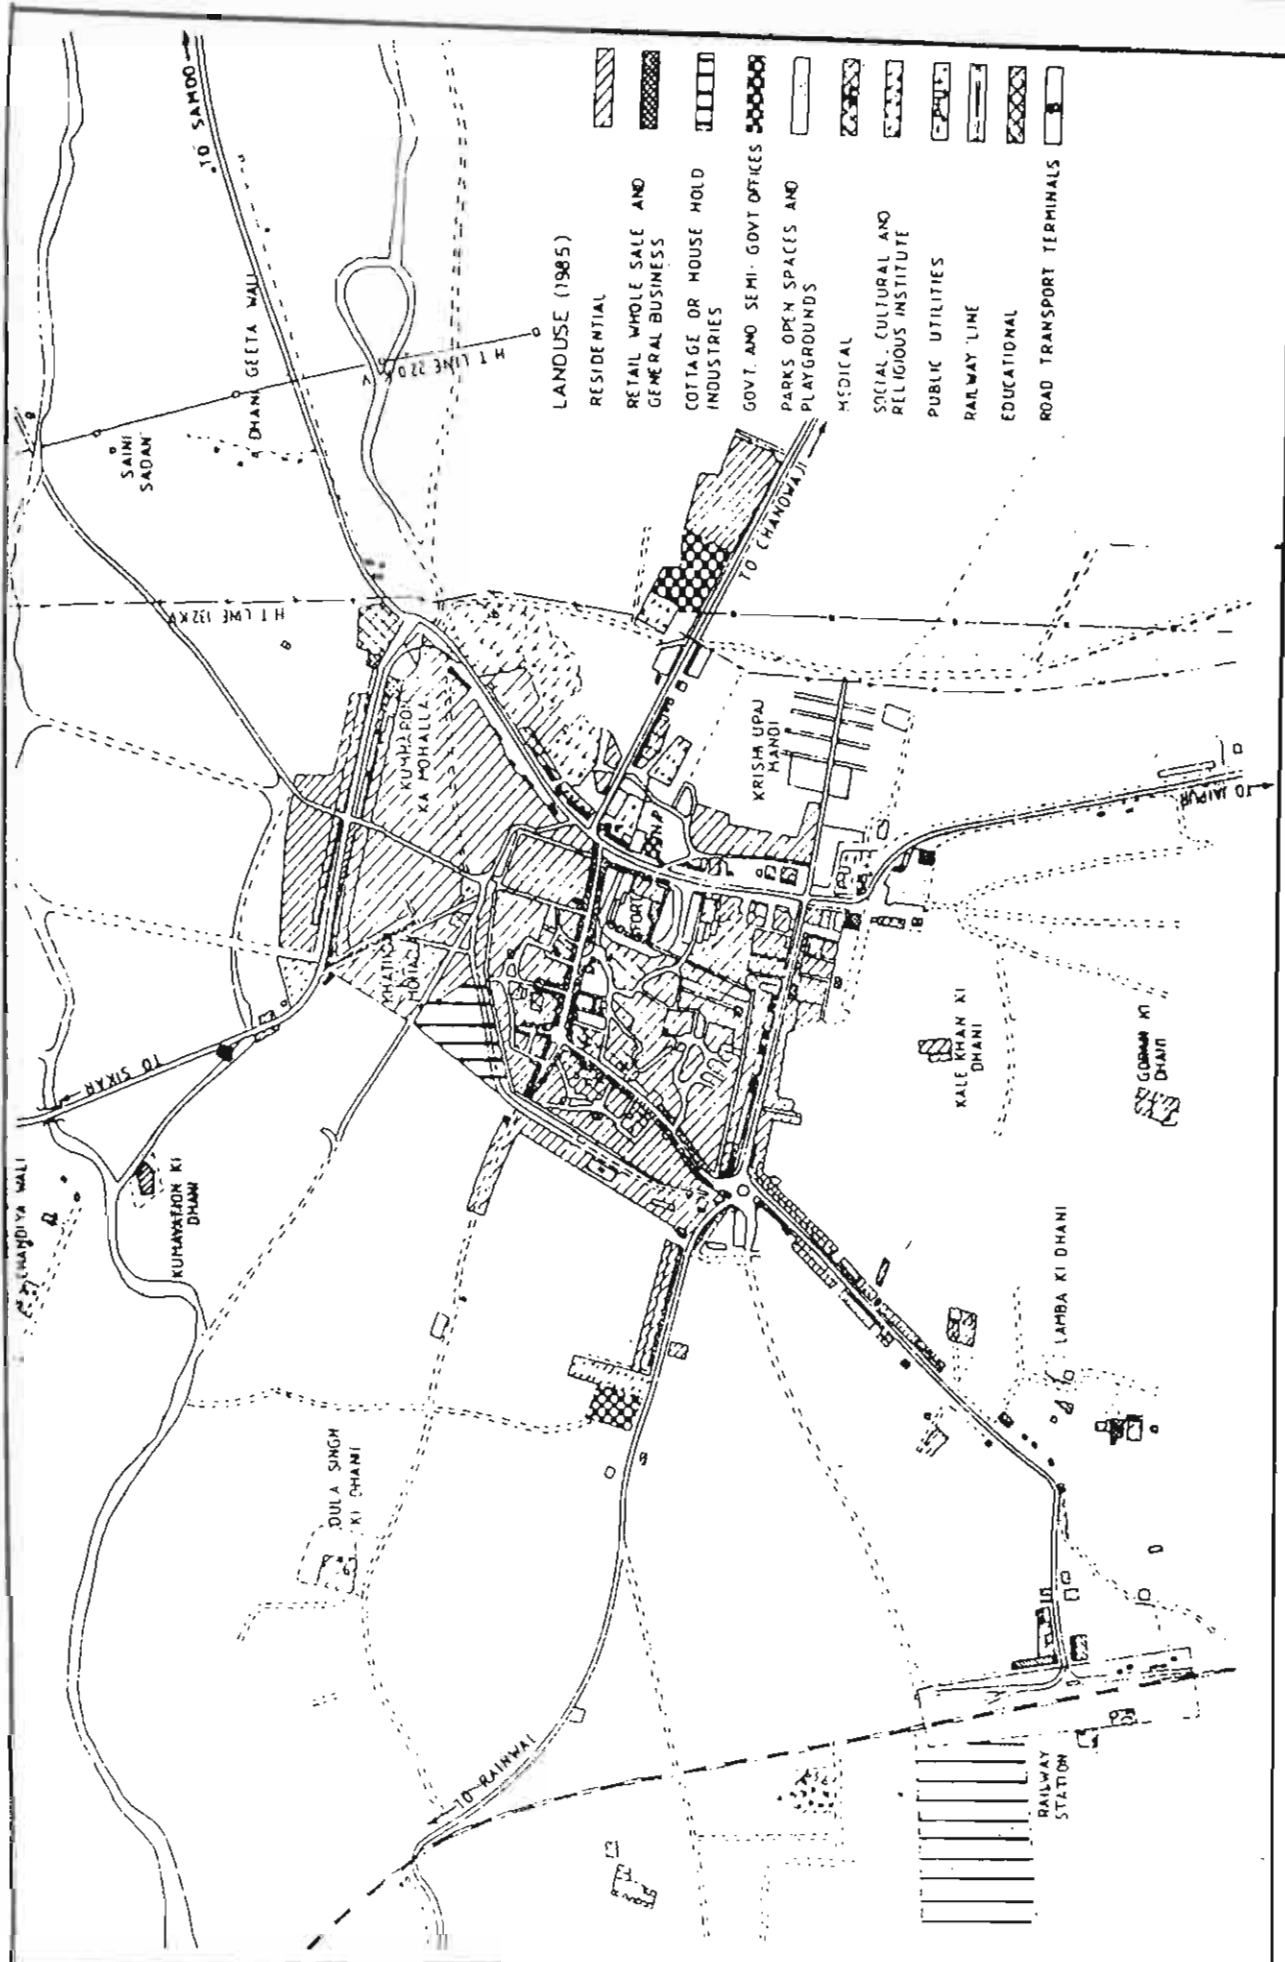 LANDUSE (1985)
RESIDENTIAL
RETAIL WHOLE SALE AND
GENERAL BUSINESS
COTTAGE OR HOUSE HOLD
INDUSTRIES
GOVT. AND SEMI-GOVT OFFICES
PARKS OPEN SPACES AND
PLAYGROUNDS
MEDICAL
SOCIAL, CULTURAL AND
RELIGIOUS INSTITUTE
PUBLIC UTILITIES
RAILWAY LINE
EDUCATIONAL
ROAD TRANSPORT TERMINALS
TO SAMOD
DHANI GEETA WALI
SAINI
SADAN
H T LINE 220 KV
H T LINE 132 KV
TO CHANDWAJI
KUMHARON
KA MOHALLA
KRISHI UPAJ
MANDI
N.P.
FORT
TO JAIPUR
KHATIKA
TO SIKAR
KALE KHAN KI
DHANI
KI
DHANI
CHANDIYA WALI
KUMAVATION KI
DHANI
LAMBA KI DHANI
DULA SINGH
KI DHANI
TO RAINWAL
RAILWAY
STATION